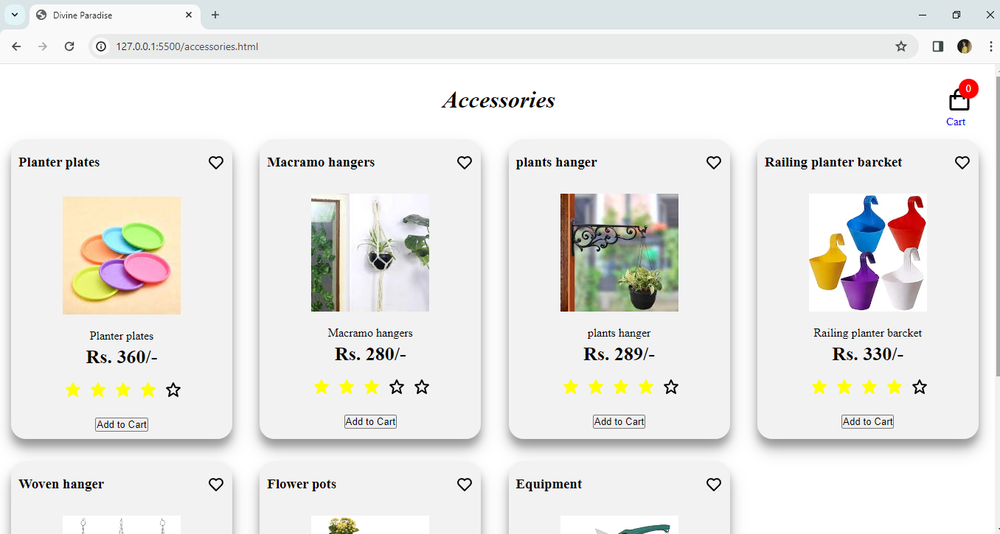 Divine Paradise
127.0.0.1:5500/accessories.html
Accessories
0
Cart
Planter plates
Macramo hangers
plants hanger
Railing planter barcket
Planter plates
Rs. 360/-
Add to Cart
Macramo hangers
Rs. 280/-
Add to Cart
plants hanger
Rs. 289/-
Add to Cart
Railing planter barcket
Rs. 330/-
Add to Cart
Woven hanger
Flower pots
Equipment